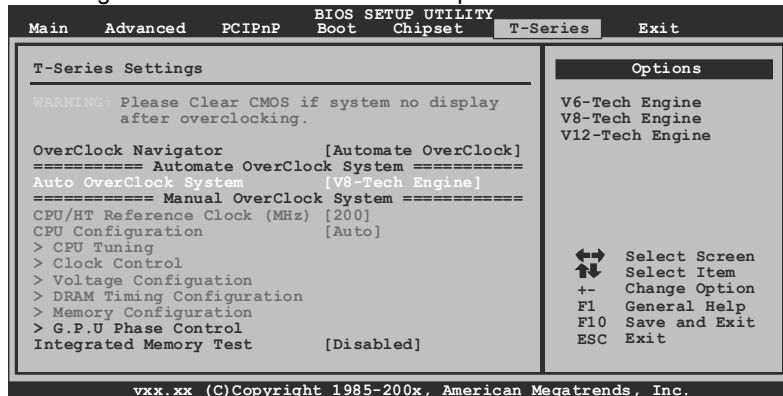 BIOS SETUP UTILITY
Main Advanced PCIPnP Boot Chipset T-Series Exit
T-Series Settings
WARNING: Please Clear CMOS if system no display
after overclocking.
OverClock Navigator [Automate OverClock]
=========== Automate OverClock System ===========
Auto OverClock System [V8-Tech Engine]
============ Manual OverClock System ============
CPU/HT Reference Clock (MHz) [200]
CPU Configuration [Auto]
> CPU Tuning
> Clock Control
> Voltage Configuation
> DRAM Timing Configuration
> Memory Configuration
> G.P.U Phase Control
Integrated Memory Test [Disabled]
Options
V6-Tech Engine
V8-Tech Engine
V12-Tech Engine
Select Screen
Select Item
+- Change Option
F1 General Help
F10 Save and Exit
ESC Exit
vxx.xx (C)Copyright 1985-200x, American Megatrends, Inc.